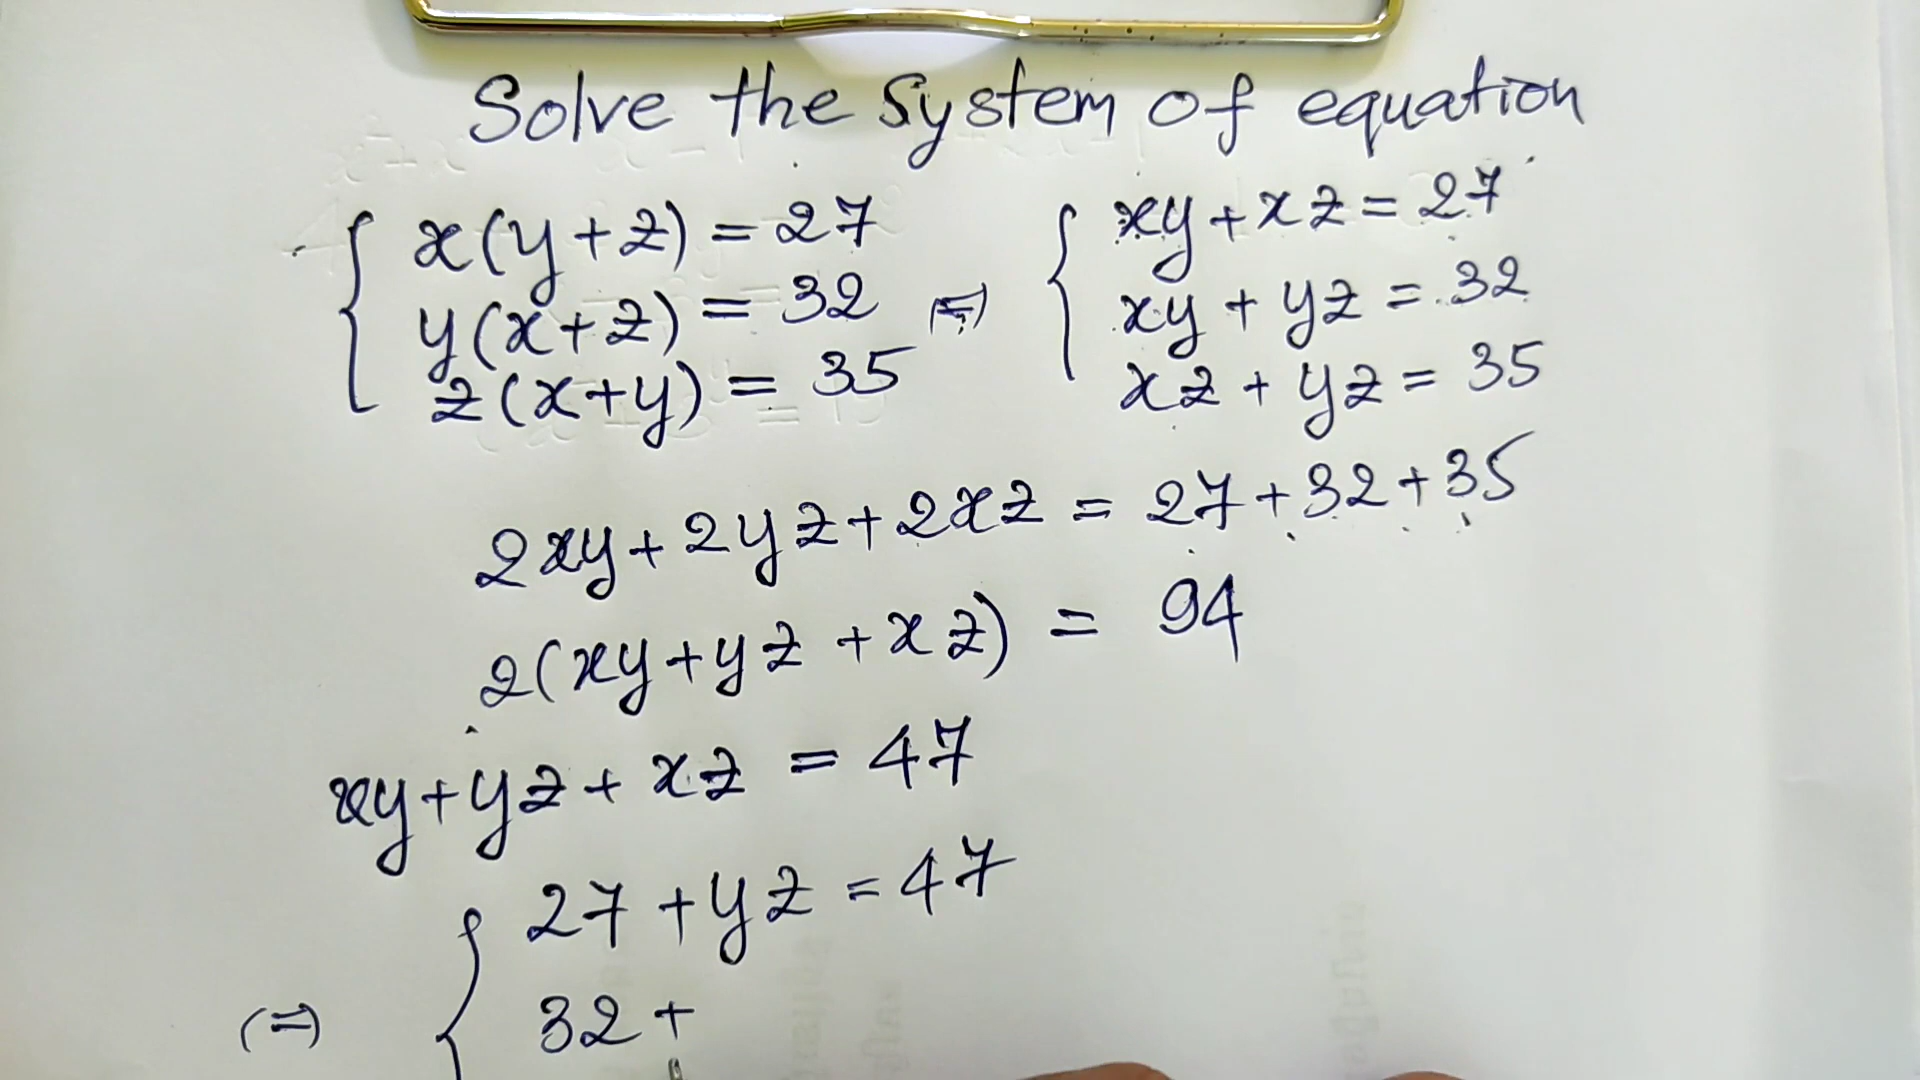 Solve the System of equation
x(y+z) = 27
y(x+z) = 32
z(x+y) = 35
(=)
xy + xz = 27
xy + yz = 32
xz + yz = 35
2xy + 2yz + 2xz = 27 + 32 + 35
2(xy + yz + xz) = 94
xy + yz + xz = 47
27 + yz = 47
(=) 32 +